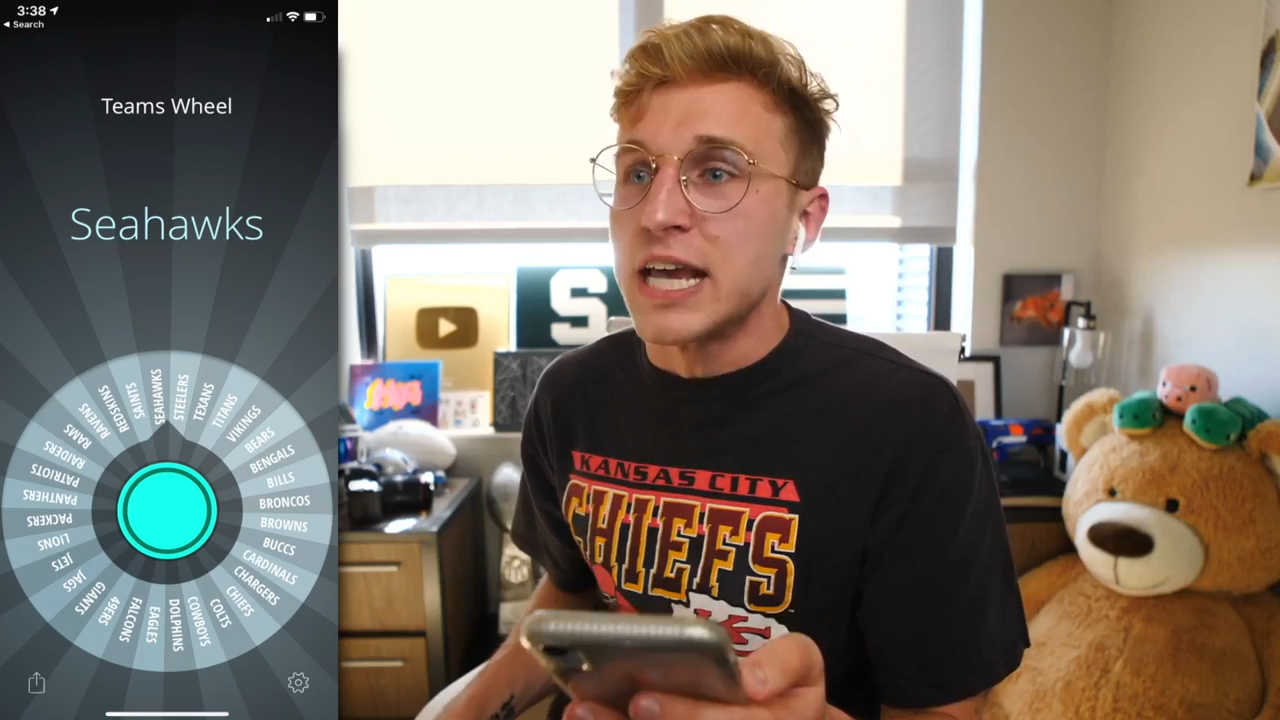 3:38
Search
Teams Wheel
Seahawks
SEAHAWKS
STEELERS
TEXANS
TITANS
VIKINGS
BEARS
BENGALS
BILLS
BRONCOS
BROWNS
BUCCS
CARDINALS
CHARGERS
CHIEFS
COLTS
COWBOYS
DOLPHINS
EAGLES
FALCONS
49ERS
GIANTS
JAGS
JETS
LIONS
PACKERS
PANTHERS
PATRIOTS
RAIDERS
RAMS
RAVENS
REDSKINS
SAINTS
S
KANSAS CITY
CHIEFS
KC